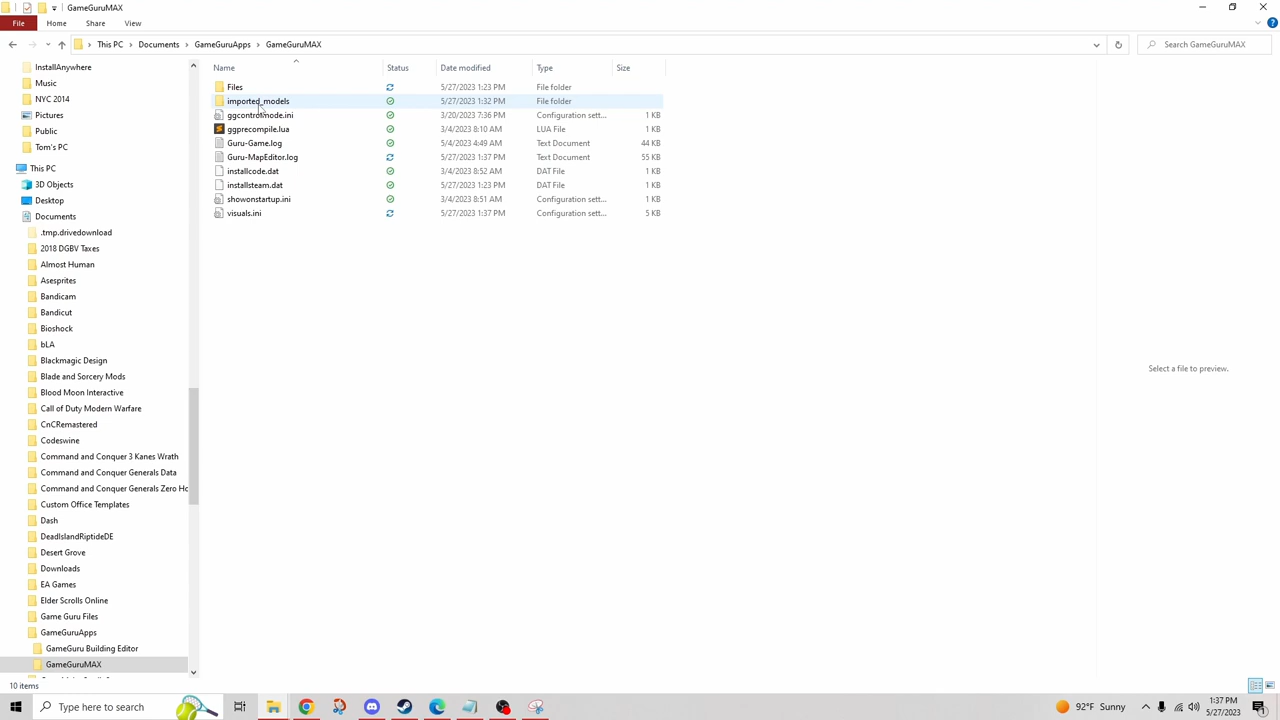 GameGuruMAX
File Home Share View
This PC Documents GameGuruApps GameGuruMAX Search GameGuruMAX
Name Status Date modified Type Size
Files 5/27/2023 1:23 PM File folder
imported_models 5/27/2023 1:32 PM File folder
ggcontrolmode.ini 3/20/2020 7:36 PM Configuration sett... 1 KB
ggprecompile.lua 3/4/2023 8:10 AM LUA File 1 KB
Guru-Game.log 5/4/2023 4:49 AM Text Document 44 KB
Guru-MapEditor.log 5/27/2023 1:37 PM Text Document 55 KB
installcode.dat 3/4/2023 8:52 AM DAT File 1 KB
installsteam.dat 5/27/2023 1:23 PM DAT File 1 KB
showonstartup.ini 3/4/2023 8:51 AM Configuration sett... 1 KB
visuals.ini 5/27/2023 1:37 PM Configuration sett... 5 KB
InstallAnywhere
Music
NYC 2014
Pictures
Public
Tom's PC
This PC
3D Objects
Desktop
Documents
.tmp.drivedownload
2018 DGBV Taxes
Almost Human
Asesprites
Bandicam
Bandicut
Bioshock
bLA
Blackmagic Design
Blade and Sorcery Mods
Blood Moon Interactive
Call of Duty Modern Warfare
CnCRemastered
Codeswine
Command and Conquer 3 Kanes Wrath
Command and Conquer Generals Data
Command and Conquer Generals Zero Ho
Custom Office Templates
Dash
DeadIslandRiptideDE
Desert Grove
Downloads
EA Games
Elder Scrolls Online
Game Guru Files
GameGuruApps
GameGuru Building Editor
GameGuruMAX
Select a file to preview.
10 items
Type here to search
92°F Sunny
1:37 PM
5/27/2023